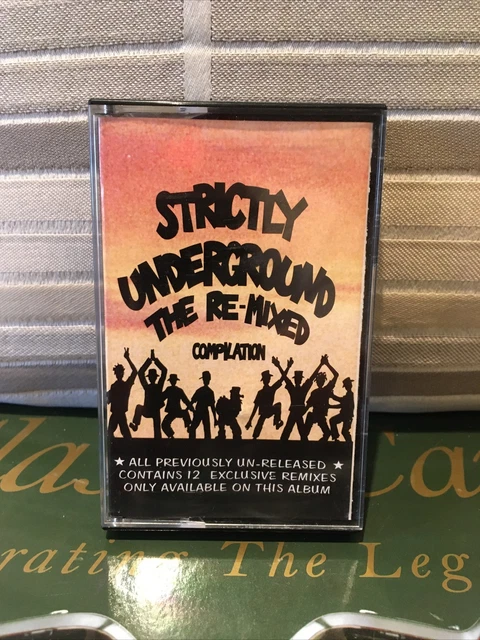 STRICTLY
UNDERGROUND
THE RE-MIXED
COMPILATION
★ ALL PREVIOUSLY UN-RELEASED ★
CONTAINS 12 EXCLUSIVE REMIXES
ONLY AVAILABLE ON THIS ALBUM
The Leg